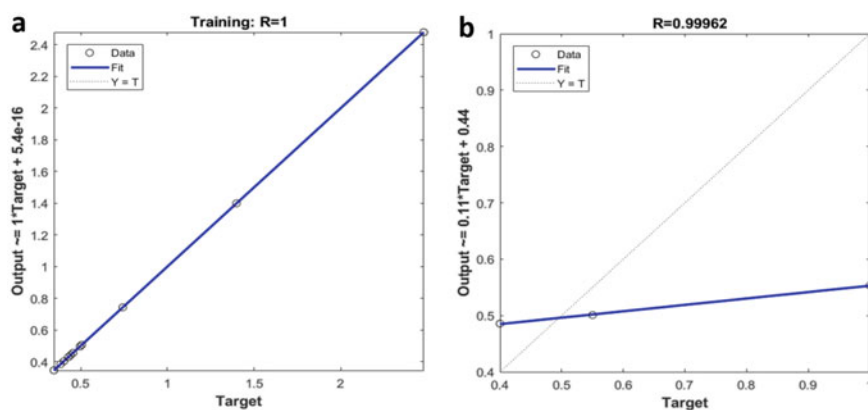 a
Training: R=1
Output ~= 1*Target + 5.4e-16
2.4
2.2
2
1.8
1.6
1.4
1.2
1
0.8
0.6
0.4
Data
Fit
Y = T
0.5
1
1.5
2
Target
b
R=0.99962
Output ~= 0.11*Target + 0.44
1
0.9
0.8
0.7
0.6
0.5
0.4
Data
Fit
Y = T
0.4
0.5
0.6
0.7
0.8
0.9
Target